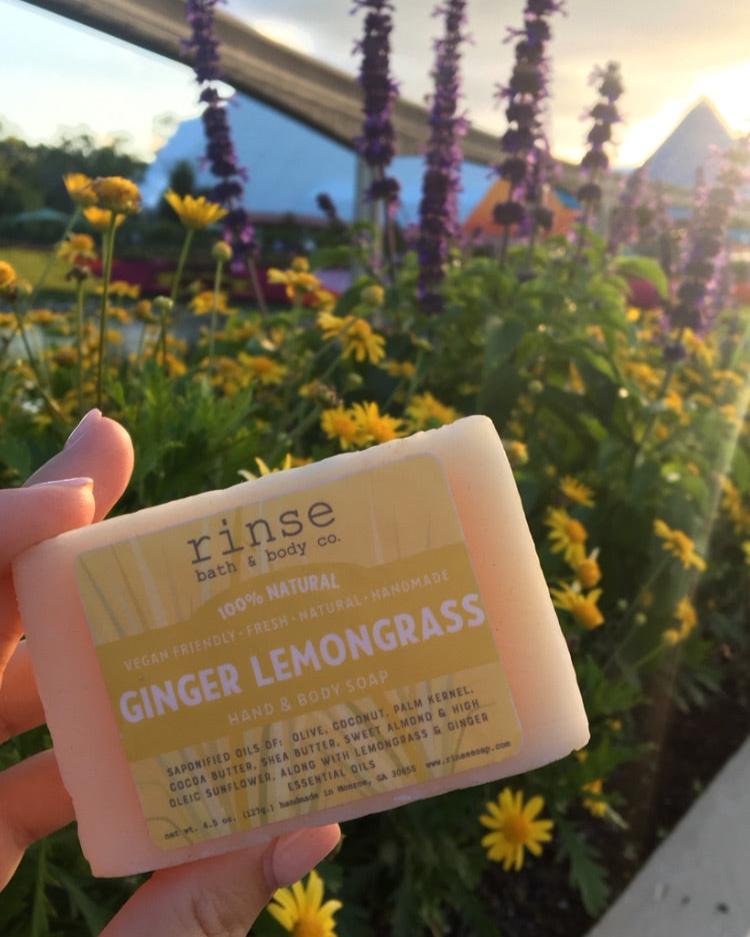 rinse
bath & body co.
100% NATURAL
VEGAN FRIENDLY · FRESH · NATURAL · HANDMADE
GINGER LEMONGRASS
HAND & BODY SOAP
SAPONIFIED OILS OF: OLIVE, COCONUT, PALM KERNEL,
COCOA BUTTER, SHEA BUTTER, SWEET ALMOND & HIGH
OLEIC SUNFLOWER, ALONG WITH LEMONGRASS & GINGER
ESSENTIAL OILS
net wt. 4.5 oz. (127g.) handmade in Monroe, GA 30655 www.rinsesoap.com